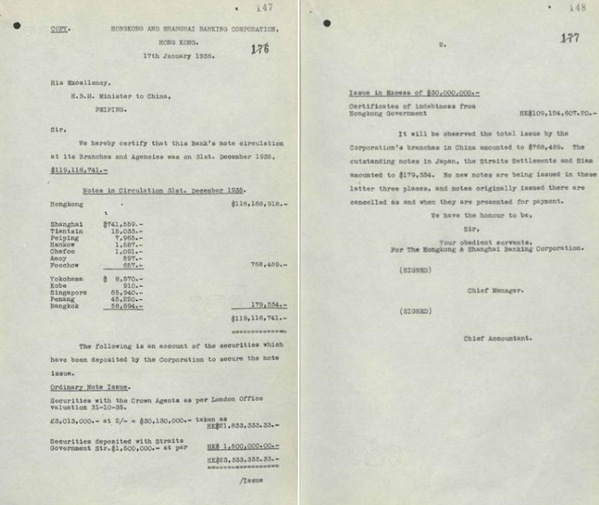 147
COPY. HONGKONG AND SHANGHAI BANKING CORPORATION,
HONG KONG. 176
17th January 1936.
His Excellency,
H.B.M. Minister to China,
PEIPING.
Sir,
We hereby certify that this Bank's note circulation
at its Branches and Agencies was on 31st. December 1935,
$119,116,741.-
Notes in Circulation 31st. December 1935.
Hongkong $118,168,918.-
Shanghai $741,559.-
Tientsin 15,033.-
Peiping 7,965.-
Hankow 1,587.-
Chefoo 1,091.-
Amoy 597.-
Foochow 657.- 768,489.-
Yokohama $ 8,570.-
Kobe 910.-
Singapore 65,940.-
Penang 45,220.-
Bangkok 58,694.- 179,334.-
$119,116,741.-
The following is an account of the securities which
have been deposited by the Corporation to secure the note
issue.
Ordinary Note Issue.
Securities with the Crown Agents as per London Office
valuation 31-10-35.
£3,013,000.- at 2/- = $30,130,000.- taken as
HK$21,833,333.33.-
Securities deposited with Straits
Government Str.$1,500,000.- at par HK$ 1,500,000.00.-
HK$23,333,333.33.-
/Issue
148
2. 177
Issue in Excess of $30,000,000.-
Certificates of indebtness from
Hongkong Government HK$109,124,607.20.-
It will be observed the total issue by the
Corporation's branches in China amounted to $768,489. The
outstanding notes in Japan, the Straits Settlements and Siam
amounted to $179,334. No new notes are being issued in these
latter three places, and notes originally issued there are
cancelled as and when they are presented for payment.
We have the honour to be,
Sir,
Your obedient servants,
For The Hongkong & Shanghai Banking Corporation.
(SIGNED)
Chief Manager.
(SIGNED)
Chief Accountant.